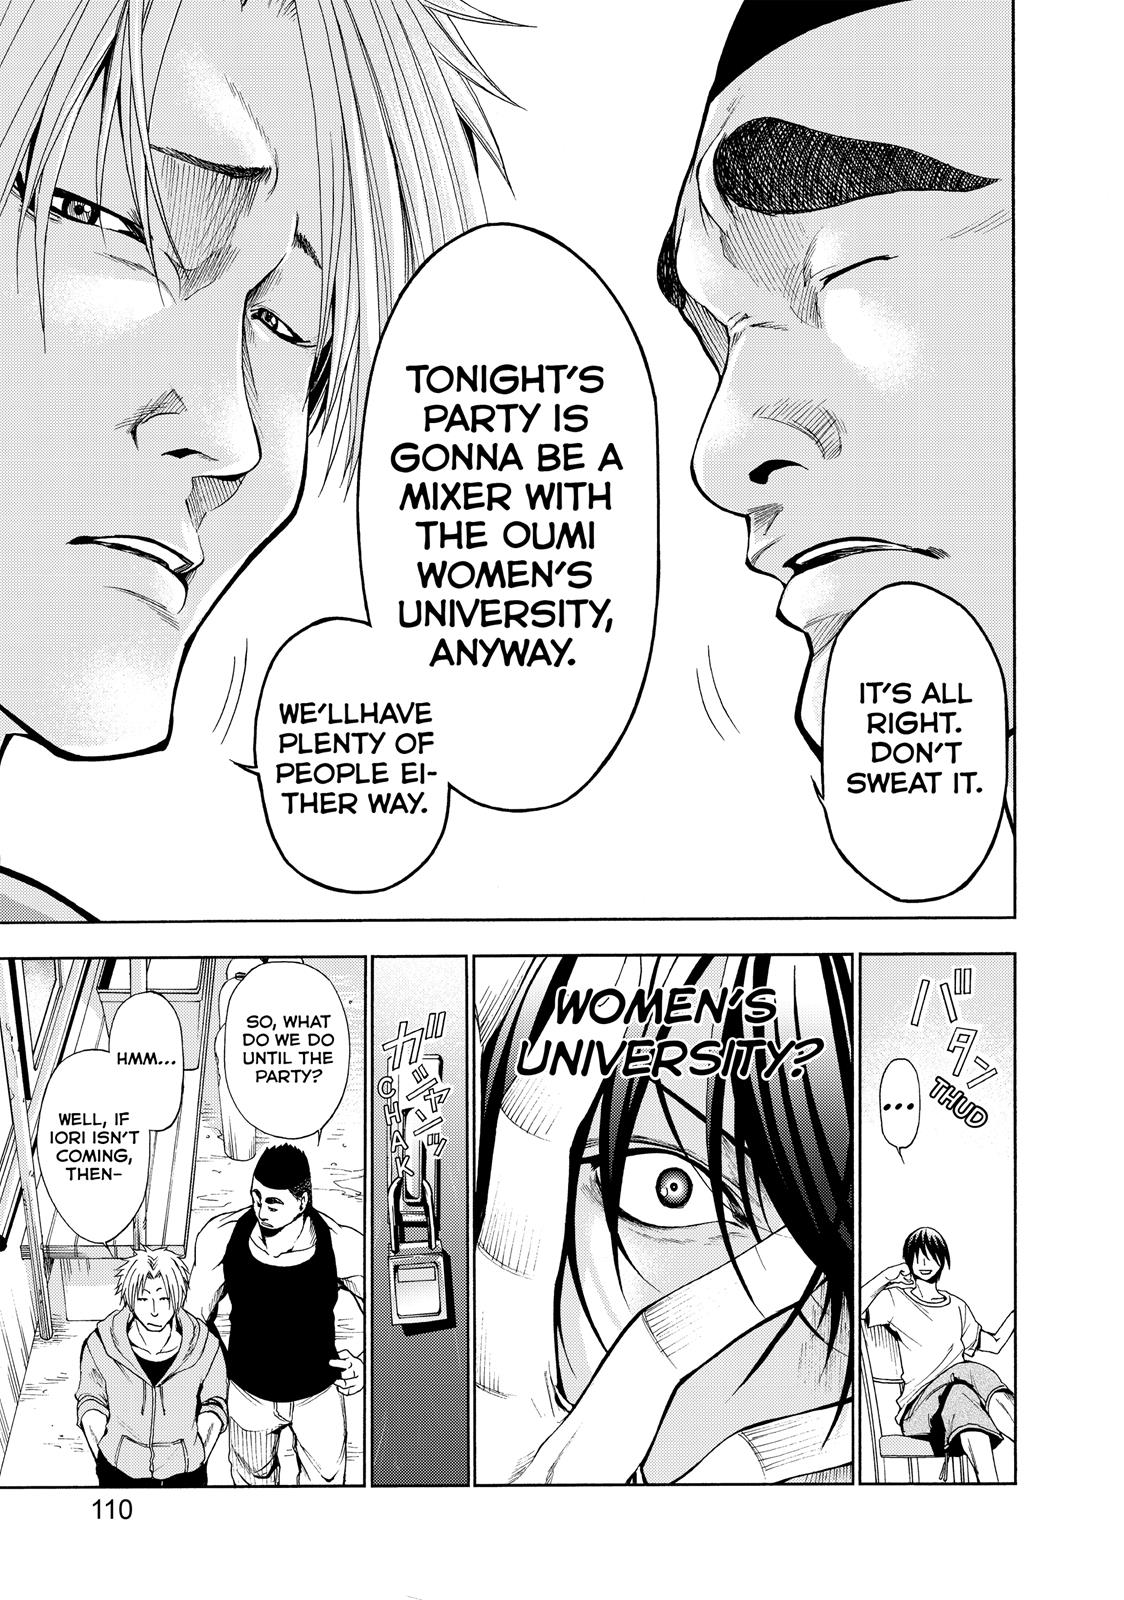 IT'S ALL
RIGHT.
DON'T
SWEAT IT.
TONIGHT'S
PARTY IS
GONNA BE A
MIXER WITH
THE OUMI
WOMEN'S
UNIVERSITY,
ANYWAY.
WE'LLHAVE
PLENTY OF
PEOPLE EI-
THER WAY.
バタン
THUD
...
WOMEN'S
UNIVERSITY?
ガチャンッ
CHAK
SO, WHAT
DO WE DO
UNTIL THE
PARTY?
HMM...
WELL, IF
IORI ISN'T
COMING,
THEN-
110